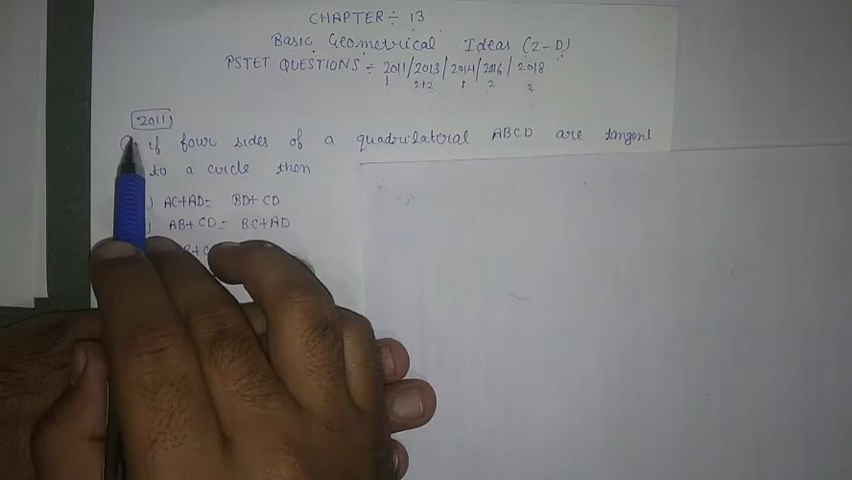 CHAPTER ÷ 13
Basic Geometrical Ideas (2-D)
PSTET QUESTIONS ÷ 2011/2013/2014/2016/2018
1 2+2 1 2 2
2011
if four sides of a quadrilateral ABCD are tangent
to a circle then
) AC+AD= BD+CD
) AB+CD= BC+AD